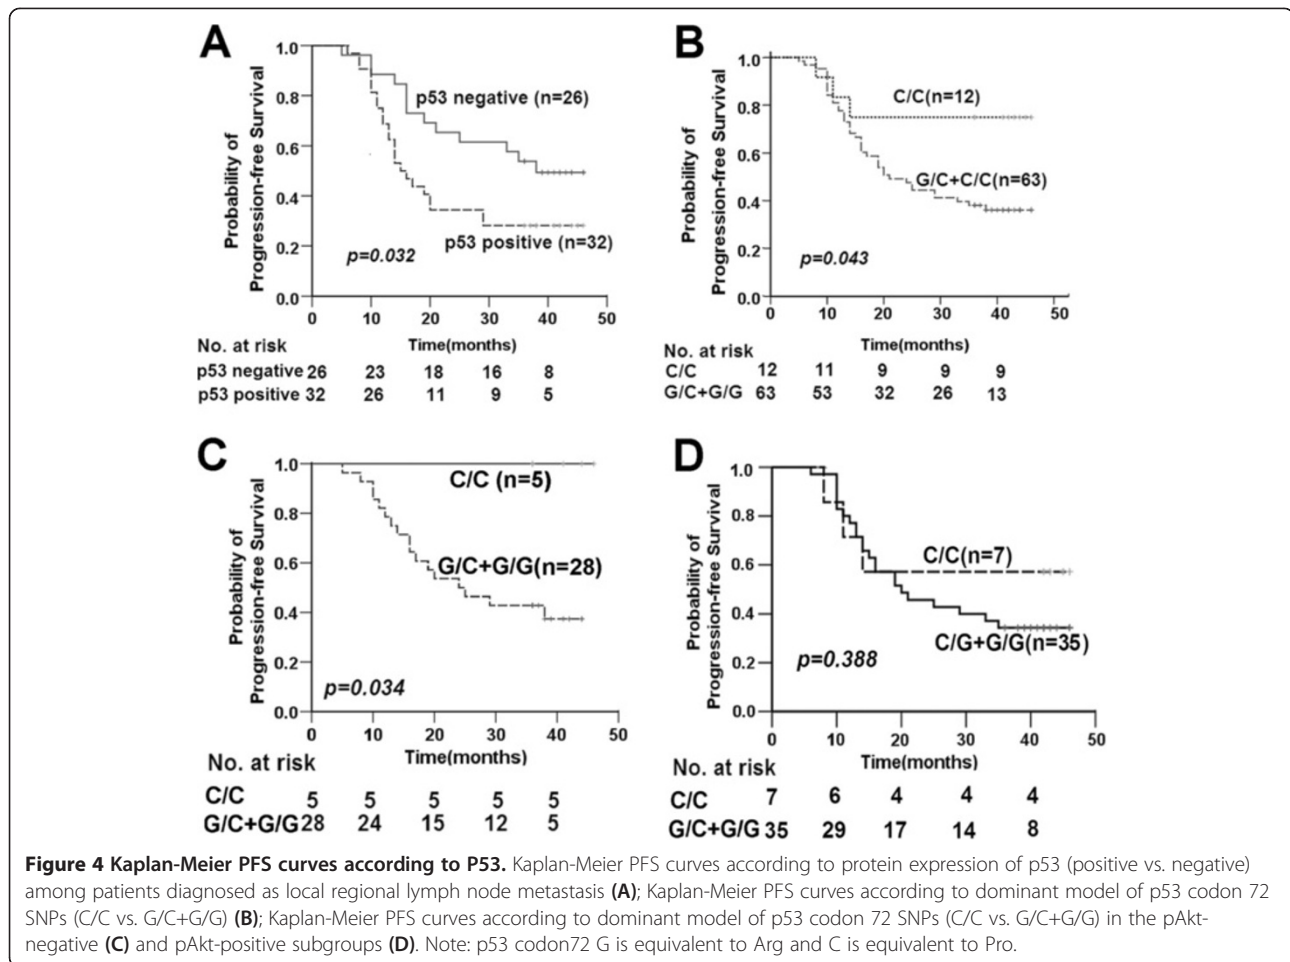 A
Probability of
Progression-free Survival
1.0
0.8
0.6
0.4
0.2
0.0
p53 negative (n=26)
p53 positive (n=32)
p=0.032
0 10 20 30 40 50
Time(months)
No. at risk
p53 negative 26 23 18 16 8
p53 positive 32 26 11 9 5
B
Probability of
Progression-free Survival
1.0
0.8
0.6
0.4
0.2
0.0
C/C(n=12)
G/C+C/C(n=63)
p=0.043
0 10 20 30 40 50
Time(months)
No. at risk
C/C 12 11 9 9 9
G/C+G/G 63 53 32 26 13
C
Probability of
Progression-free Survival
1.0
0.8
0.6
0.4
0.2
0.0
C/C (n=5)
G/C+G/G(n=28)
p=0.034
0 10 20 30 40 50
Time(months)
No. at risk
C/C 5 5 5 5 5
G/C+G/G 28 24 15 12 5
D
Probability of
Progression-free Survival
1.0
0.8
0.6
0.4
0.2
0.0
C/C(n=7)
C/G+G/G(n=35)
p=0.388
0 10 20 30 40 50
Time(months)
No. at risk
C/C 7 6 4 4 4
G/C+G/G 35 29 17 14 8
Figure 4 Kaplan-Meier PFS curves according to P53. Kaplan-Meier PFS curves according to protein expression of p53 (positive vs. negative)
among patients diagnosed as local regional lymph node metastasis (A); Kaplan-Meier PFS curves according to dominant model of p53 codon 72
SNPs (C/C vs. G/C+G/G) (B); Kaplan-Meier PFS curves according to dominant model of p53 codon 72 SNPs (C/C vs. G/C+G/G) in the pAkt-
negative (C) and pAkt-positive subgroups (D). Note: p53 codon72 G is equivalent to Arg and C is equivalent to Pro.